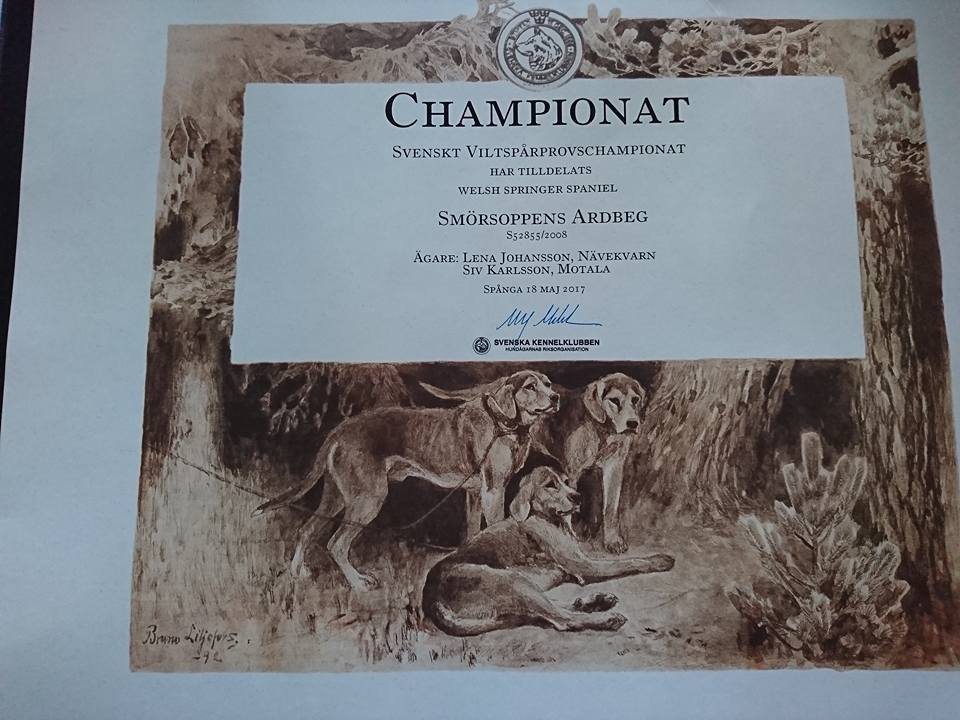 CHAMPIONAT
SVENSKT VILTSPÅRPROVSCHAMPIONAT
HAR TILLDELATS
WELSH SPRINGER SPANIEL
SMÖRSOPPENS ARDBEG
S52855/2008
ÄGARE: LENA JOHANSSON, NÄVEKVARN
SIV KARLSSON, MOTALA
SPÅNGA 18 MAJ 2017
SVENSKA KENNELKLUBBEN
HUNDÄGARNAS RIKSORGANISATION
Bruno Liljefors.